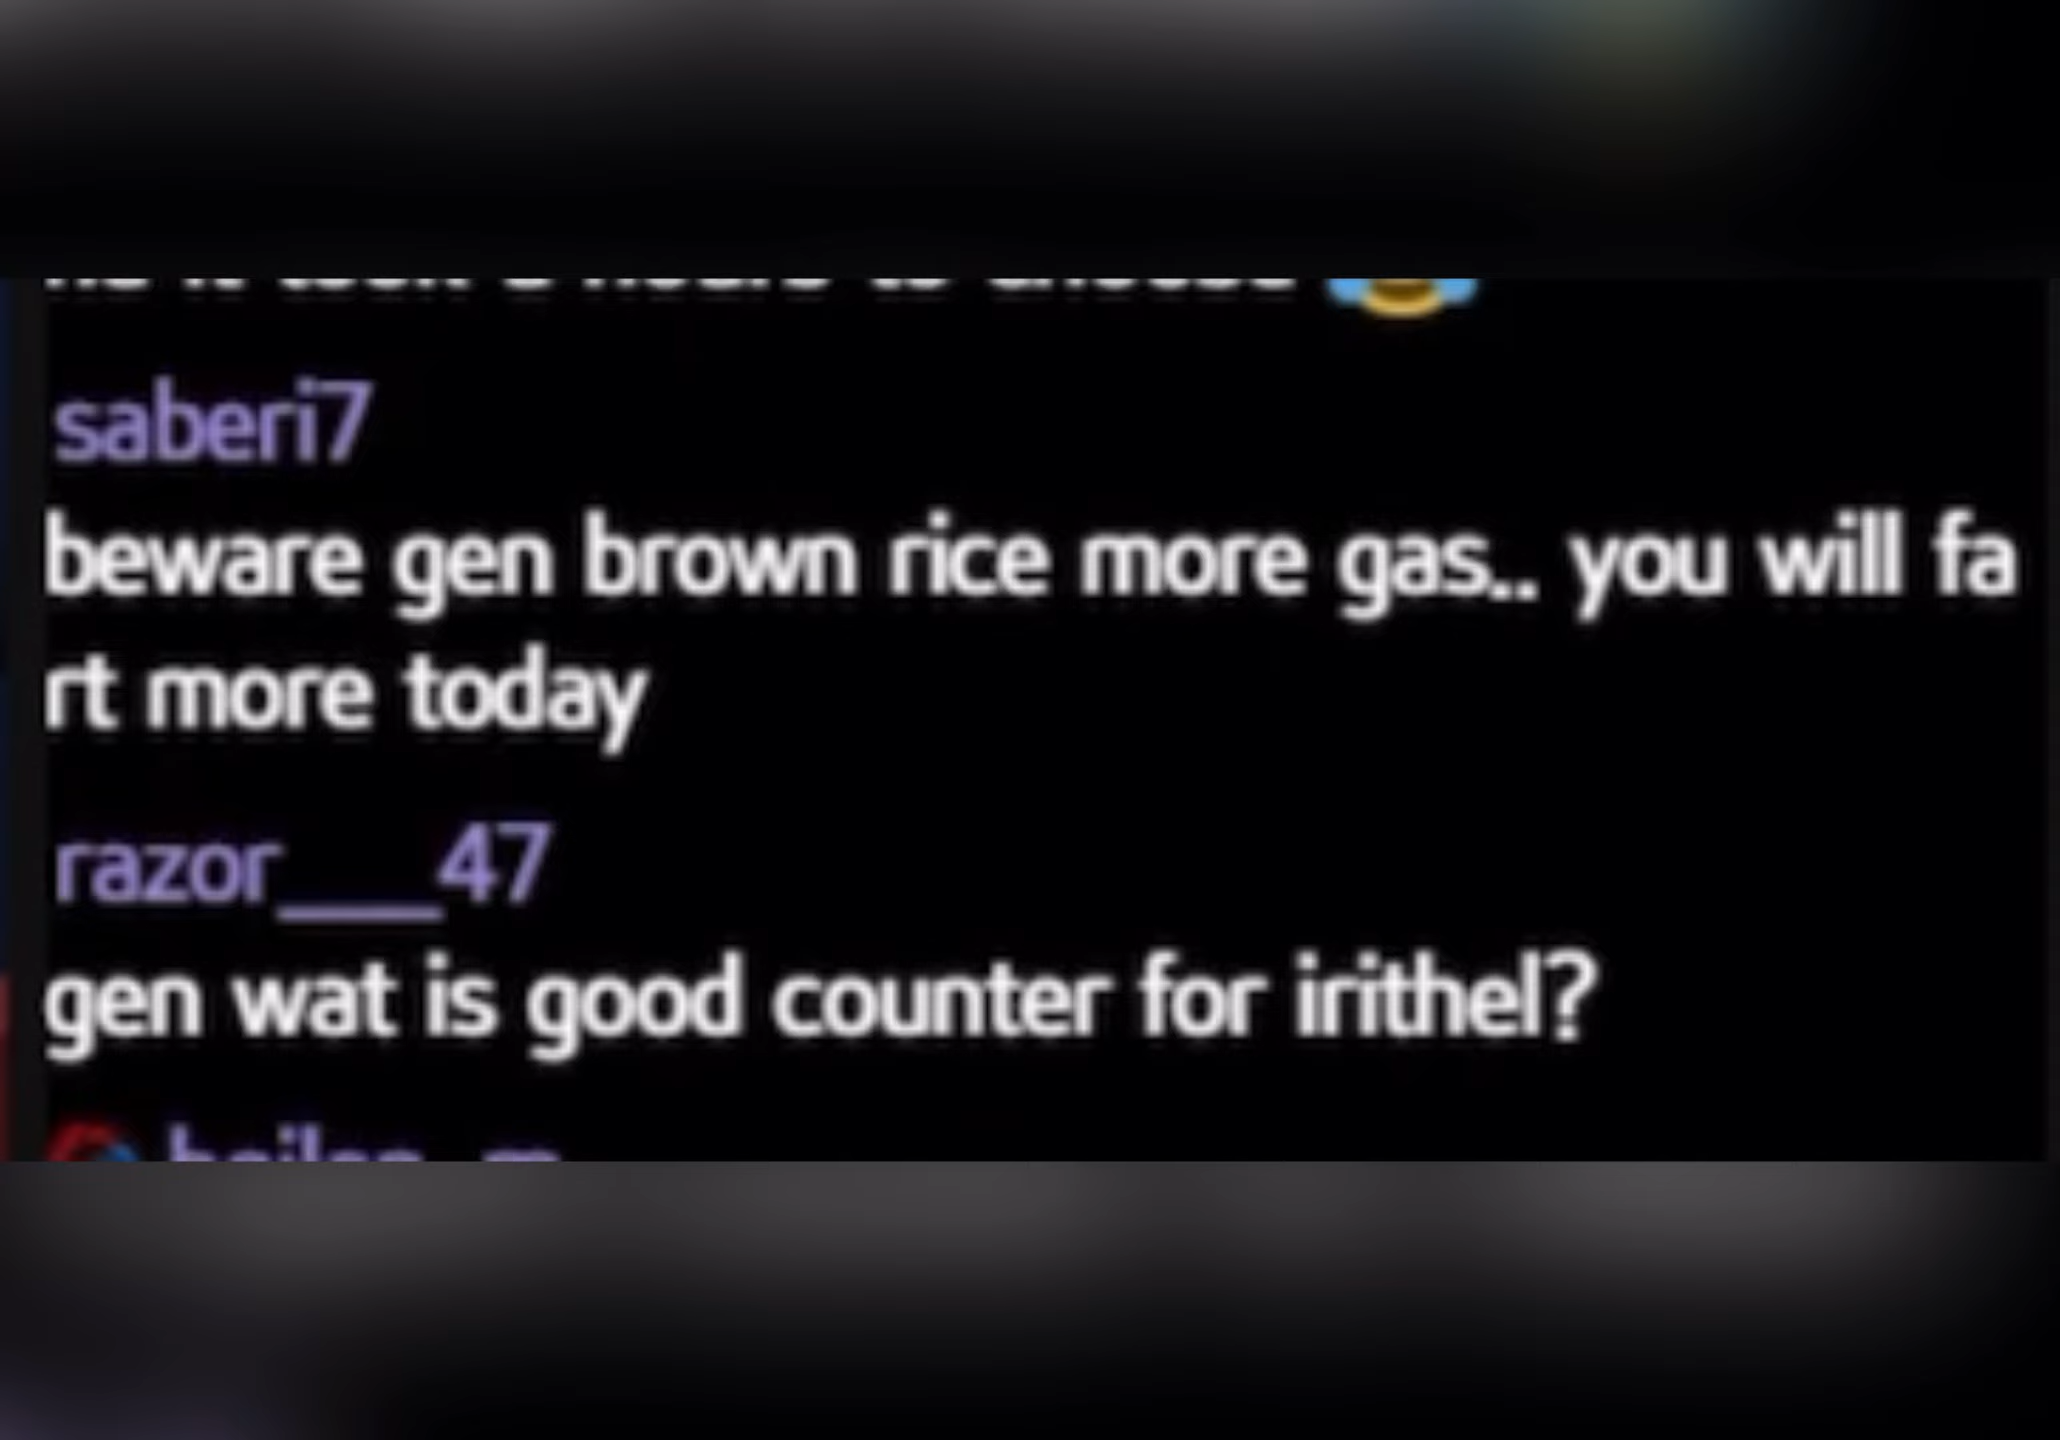 saberi7
beware gen brown rice more gas.. you will fa
rt more today
razor___47
gen wat is good counter for irithel?